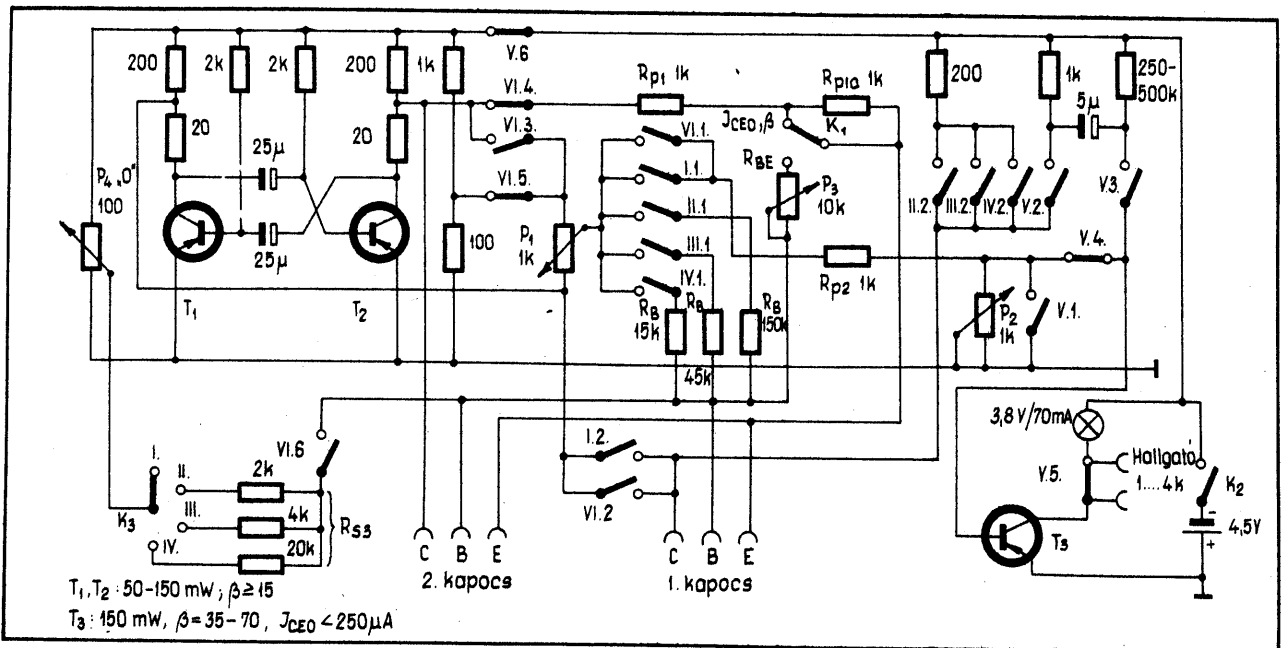 200
2k
2k
200
1k
V.6
VI.4.
VI.3.
VI.5.
Rp1 1k
Rp1a 1k
JCEO,β
K1
200
1k
250-
500k
5μ
20
20
25μ
25μ
P4 „0"
100
T1
T2
100
P1
1k
VI.1.
I.1.
II.1
III.1
IV.1.
RBE
P3
10k
Rp2 1k
II.2.
III.2.
IV.2.
V.2.
V.3.
V.4.
P2
1k
V.1.
RB
15k
RB
45k
RB
150k
3,8V/70mA
V.5.
Hallgató
1....4k
K2
-
4,5V
+
T3
VI.6
I.2.
VI.2
I.
II.
III.
IV.
K3
2k
4k
20k
RS3
C
B
E
2. kapocs
C
B
E
1. kapocs
T1,T2 : 50-150 mW; β≥15
T3 : 150 mW, β=35-70, JCEO <250μA